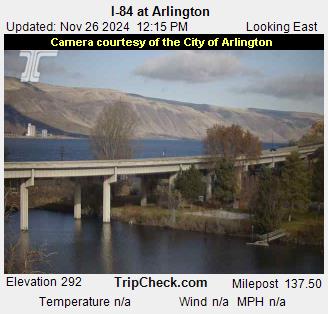 I-84 at Arlington
Updated: Nov 26 2024 12:15 PM Looking East
Camera courtesy of the City of Arlington
Elevation 292 TripCheck.com Milepost 137.50
Temperature n/a Wind n/a MPH n/a